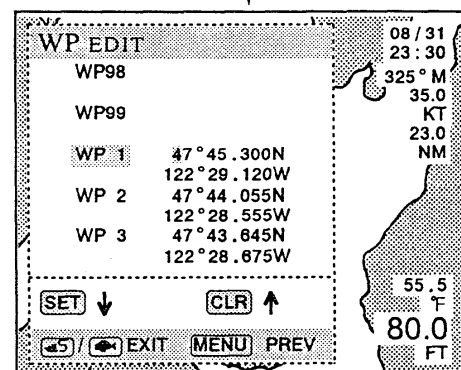 WP EDIT
WP98
WP99
WP 1 47°45.300N
122°29.120W
WP 2 47°44.055N
122°28.555W
WP 3 47°43.645N
122°28.675W
SET ↓ CLR ↑
/ EXIT MENU PREV
08/31
23:30
325°M
35.0
KT
23.0
NM
55.5
°F
80.0
FT